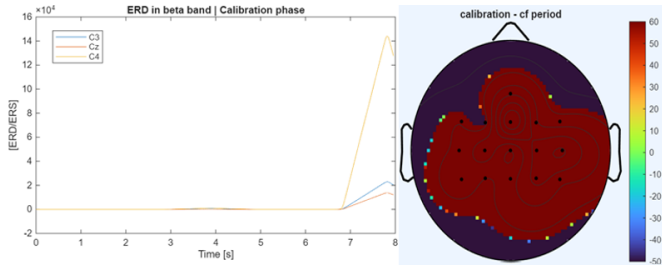 ERD in beta band | Calibration phase
×10⁴
16
14
12
10
8
6
4
2
0
-2
[ERD/ERS]
C3
Cz
C4
0 1 2 3 4 5 6 7 8
Time [s]
calibration - cf period
60
50
40
30
20
10
0
-10
-20
-30
-40
-50